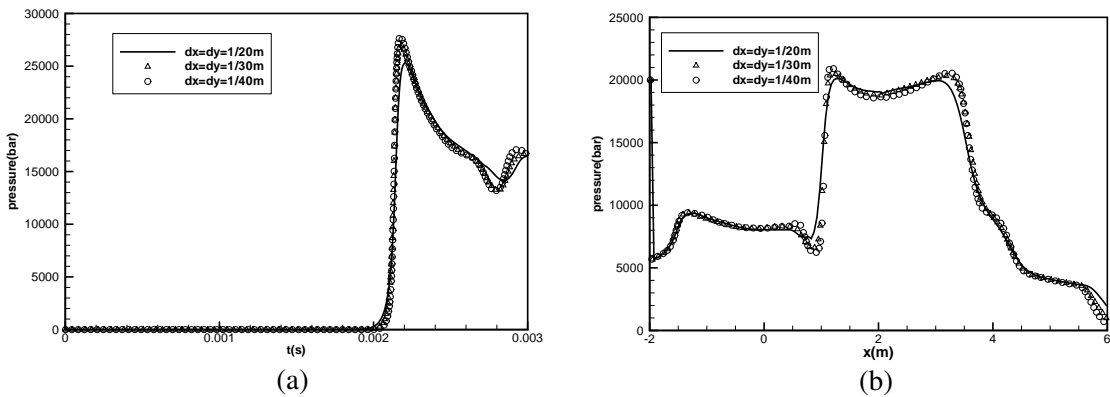 30000
25000
20000
15000
10000
5000
0
pressure(bar)
dx=dy=1/20m
dx=dy=1/30m
dx=dy=1/40m
0
0.001
0.002
0.003
t(s)
(a)
25000
20000
15000
10000
5000
0
pressure(bar)
dx=dy=1/20m
dx=dy=1/30m
dx=dy=1/40m
-2
0
2
4
6
x(m)
(b)